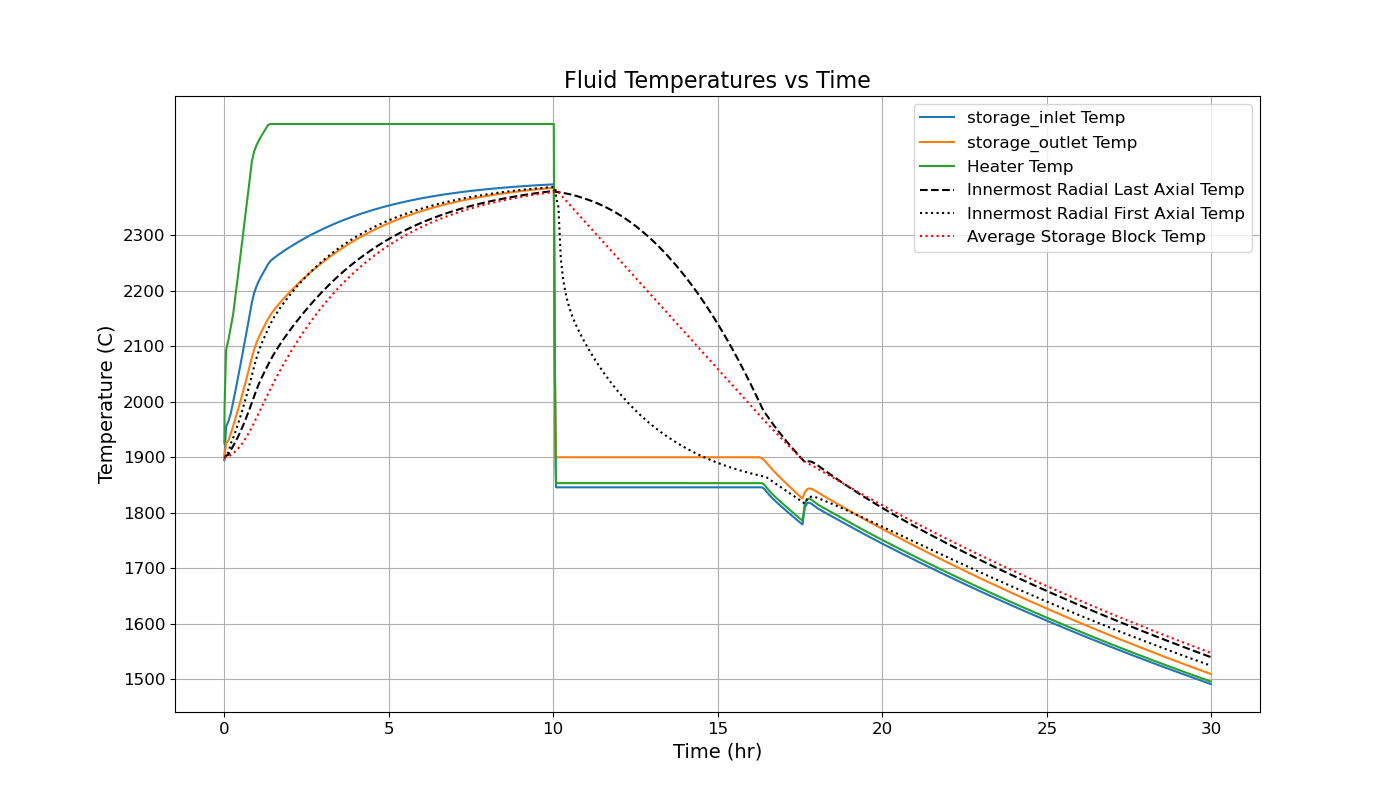 Fluid Temperatures vs Time
storage_inlet Temp
storage_outlet Temp
Heater Temp
Innermost Radial Last Axial Temp
Innermost Radial First Axial Temp
Average Storage Block Temp
Temperature (C)
2300
2200
2100
2000
1900
1800
1700
1600
1500
0 5 10 15 20 25 30
Time (hr)